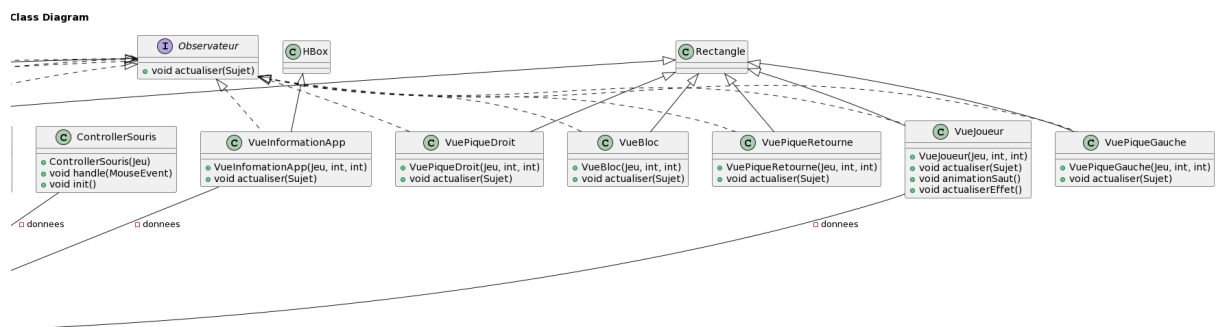 Class Diagram
I Observateur
void actualiser(Sujet)
C HBox
C Rectangle
C ControllerSouris
ControllerSouris(Jeu)
void handle(MouseEvent)
void init()
C VueInformationApp
VueInfomationApp(Jeu, int, int)
void actualiser(Sujet)
C VuePiqueDroit
VuePiqueDroit(Jeu, int, int)
void actualiser(Sujet)
C VueBloc
VueBloc(Jeu, int, int)
void actualiser(Sujet)
C VuePiqueRetourne
VuePiqueRetourne(Jeu, int, int)
void actualiser(Sujet)
C VueJoueur
VueJoueur(Jeu, int, int)
void actualiser(Sujet)
void animationSaut()
void actualiserEffet()
C VuePiqueGauche
VuePiqueGauche(Jeu, int, int)
void actualiser(Sujet)
donnees
donnees
donnees